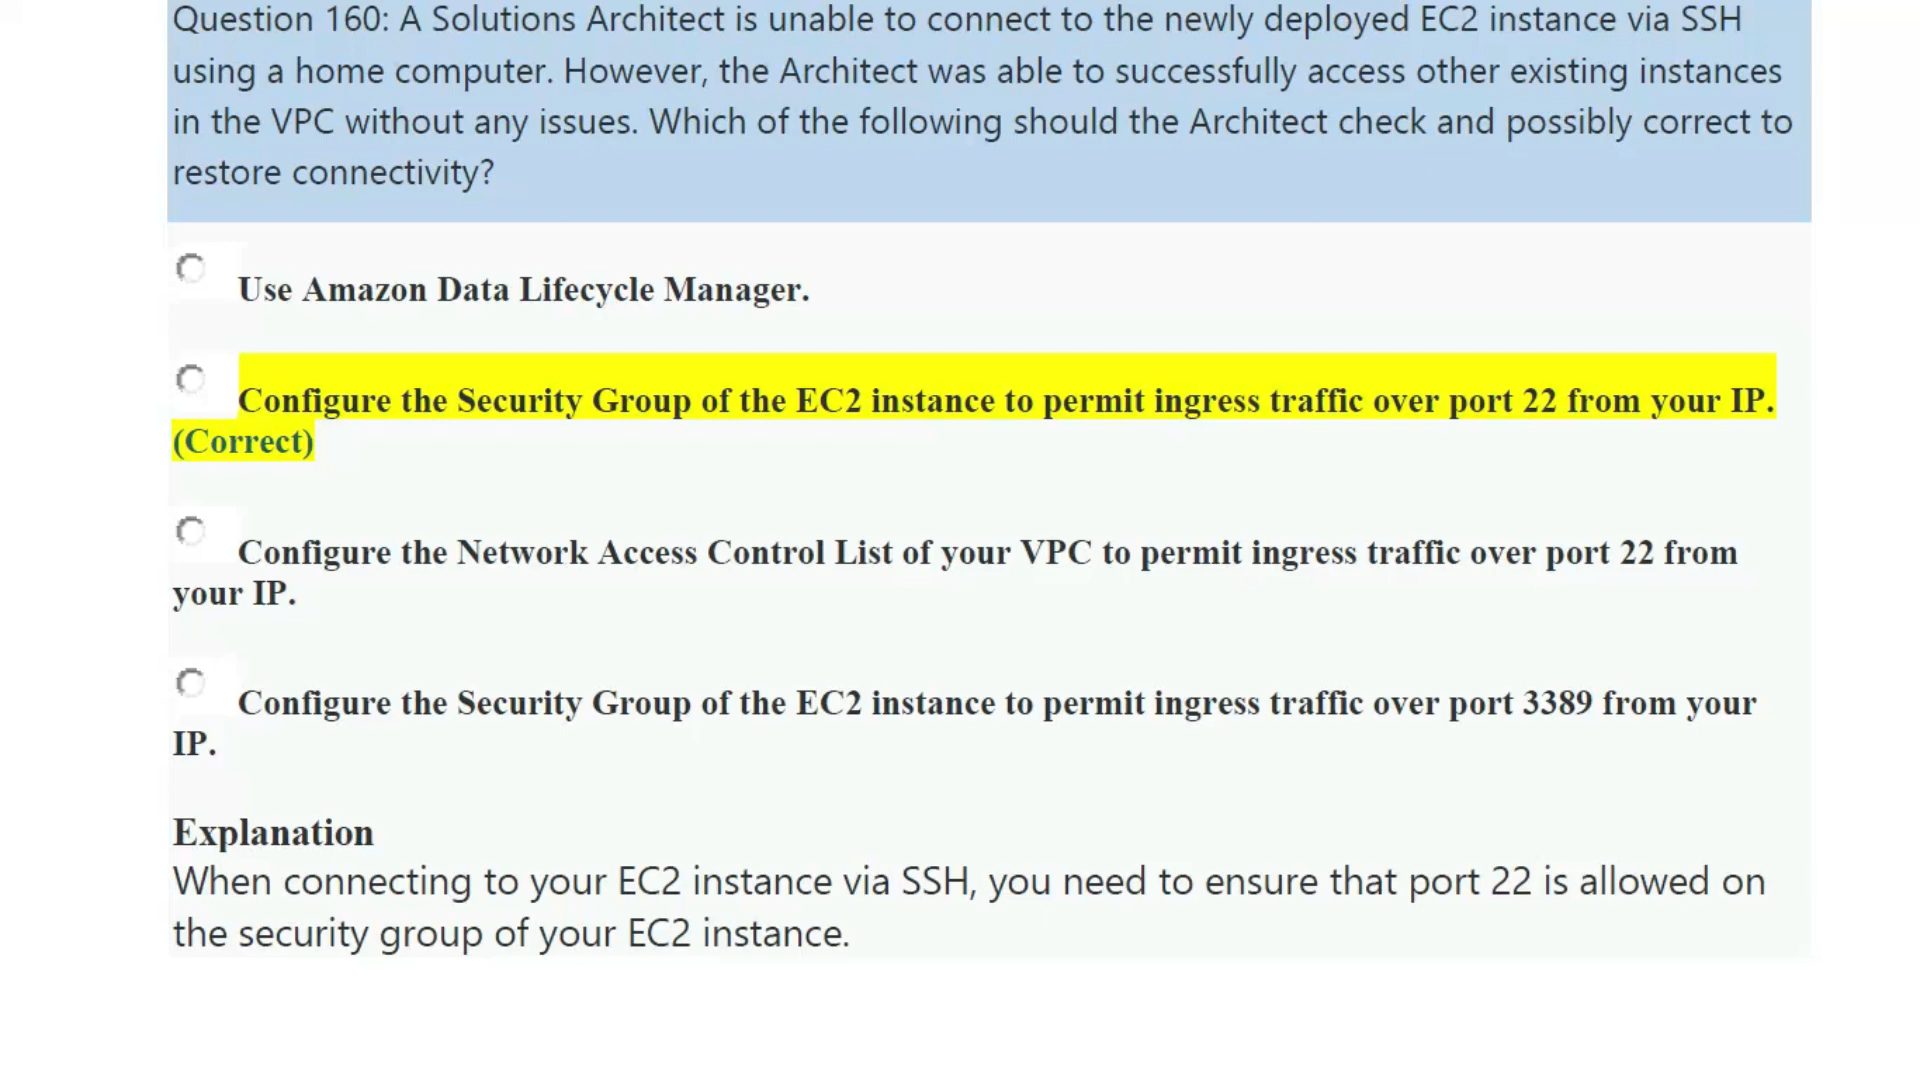 Question 160: A Solutions Architect is unable to connect to the newly deployed EC2 instance via SSH
using a home computer. However, the Architect was able to successfully access other existing instances
in the VPC without any issues. Which of the following should the Architect check and possibly correct to
restore connectivity?
Use Amazon Data Lifecycle Manager.
Configure the Security Group of the EC2 instance to permit ingress traffic over port 22 from your IP.
(Correct)
Configure the Network Access Control List of your VPC to permit ingress traffic over port 22 from
your IP.
Configure the Security Group of the EC2 instance to permit ingress traffic over port 3389 from your
IP.
Explanation
When connecting to your EC2 instance via SSH, you need to ensure that port 22 is allowed on
the security group of your EC2 instance.